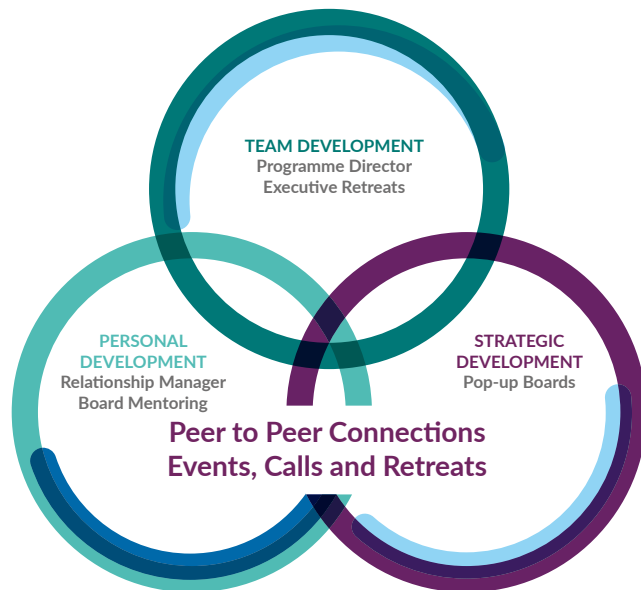 TEAM DEVELOPMENT
Programme Director
Executive Retreats
PERSONAL
DEVELOPMENT
Relationship Manager
Board Mentoring
STRATEGIC
DEVELOPMENT
Pop-up Boards
Peer to Peer Connections
Events, Calls and Retreats